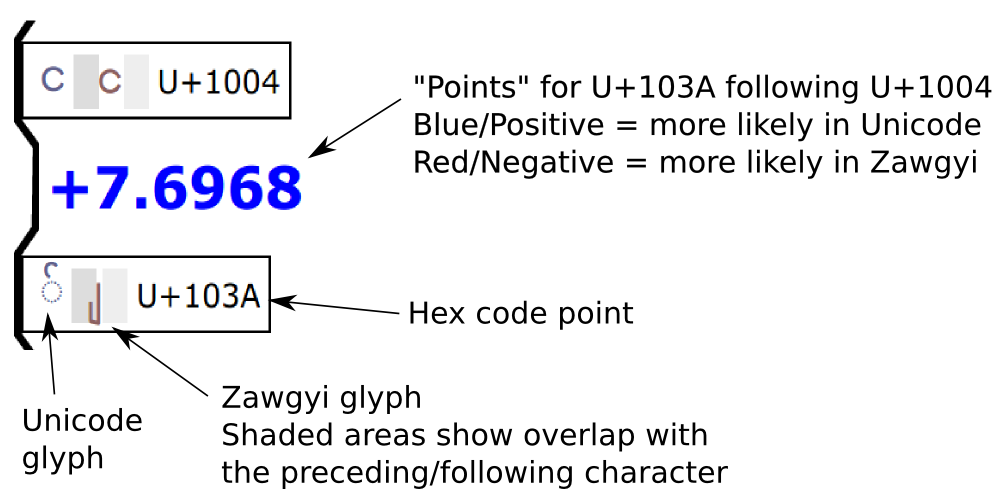 င င U+1004
"Points" for U+103A following U+1004
Blue/Positive = more likely in Unicode
Red/Negative = more likely in Zawgyi
+7.6968
်  ျ U+103A
Hex code point
Unicode
glyph
Zawgyi glyph
Shaded areas show overlap with
the preceding/following character